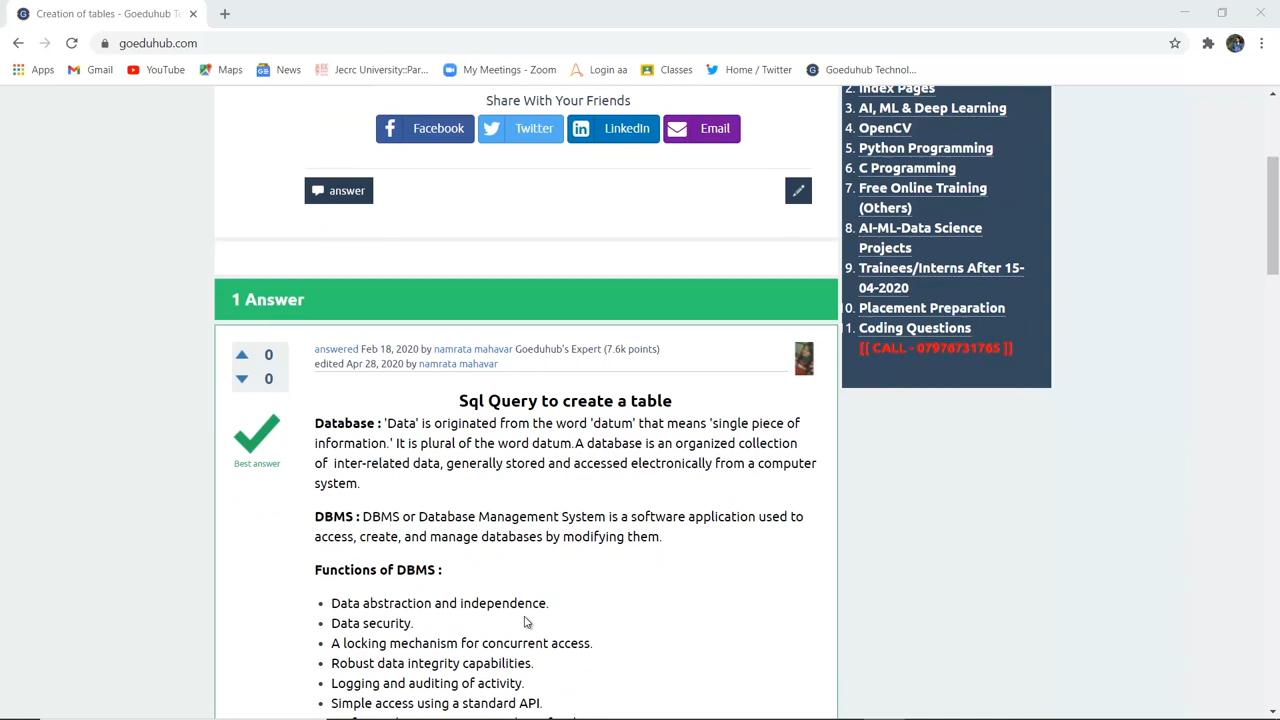 Creation of tables - Goeduhub Te
goeduhub.com
Apps
Gmail
YouTube
Maps
News
Jecrc University::Par...
My Meetings - Zoom
Login aa
Classes
Home / Twitter
Goeduhub Technol...
Share With Your Friends
Facebook
Twitter
LinkedIn
Email
answer
1 Answer
0
0
Best answer
answered Feb 18, 2020 by namrata mahavar Goeduhub's Expert (7.6k points)
edited Apr 28, 2020 by namrata mahavar
Sql Query to create a table
Database : 'Data' is originated from the word 'datum' that means 'single piece of
information.' It is plural of the word datum.A database is an organized collection
of inter-related data, generally stored and accessed electronically from a computer
system.
DBMS : DBMS or Database Management System is a software application used to
access, create, and manage databases by modifying them.
Functions of DBMS :
• Data abstraction and independence.
• Data security.
• A locking mechanism for concurrent access.
• Robust data integrity capabilities.
• Logging and auditing of activity.
• Simple access using a standard API.
2. Index Pages
3. AI, ML & Deep Learning
4. OpenCV
5. Python Programming
6. C Programming
7. Free Online Training
(Others)
8. AI-ML-Data Science
Projects
9. Trainees/Interns After 15-
04-2020
10. Placement Preparation
11. Coding Questions
[[ CALL - 07976731765 ]]